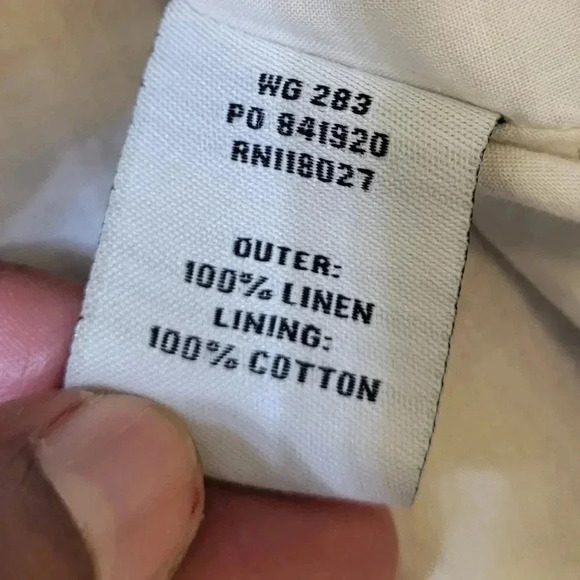 WG 283
PO 841920
RN118027
OUTER:
100% LINEN
LINING:
100% COTTON